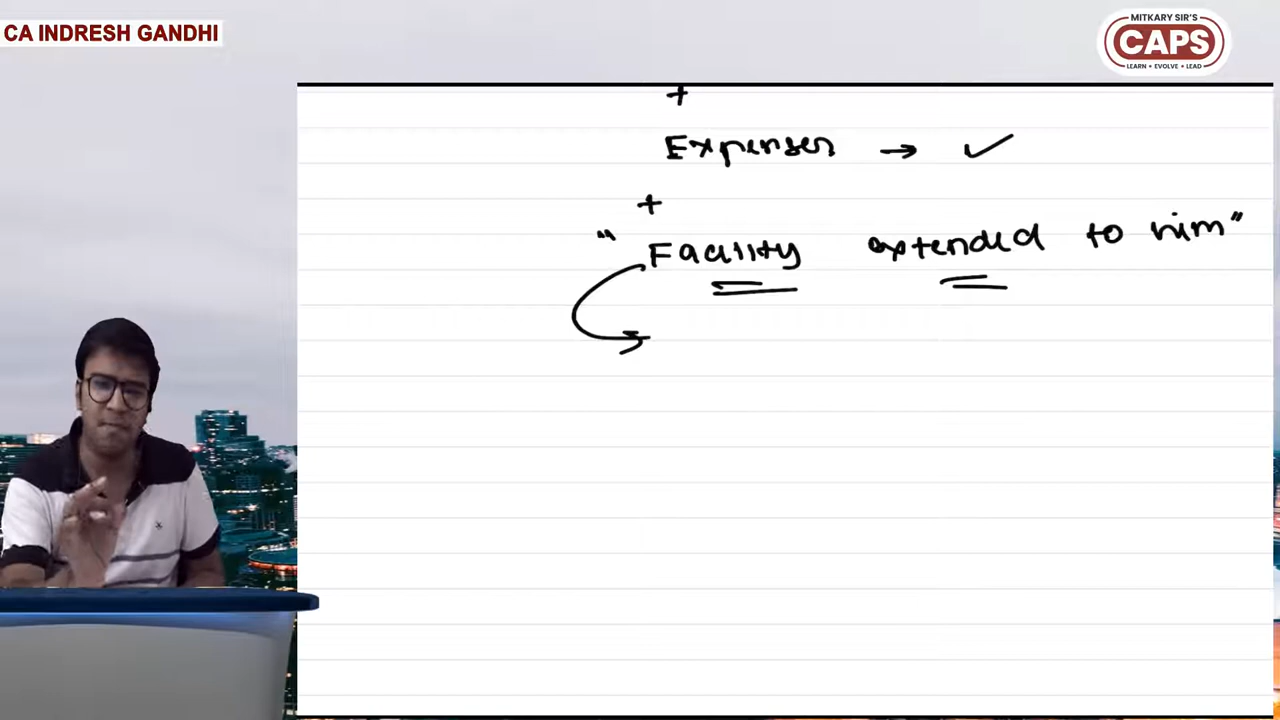 CA INDRESH GANDHI
MITKARY SIR'S
CAPS
LEARN • EVOLVE • LEAD
+
Expenses → ✓
+
"Facility extended to him"